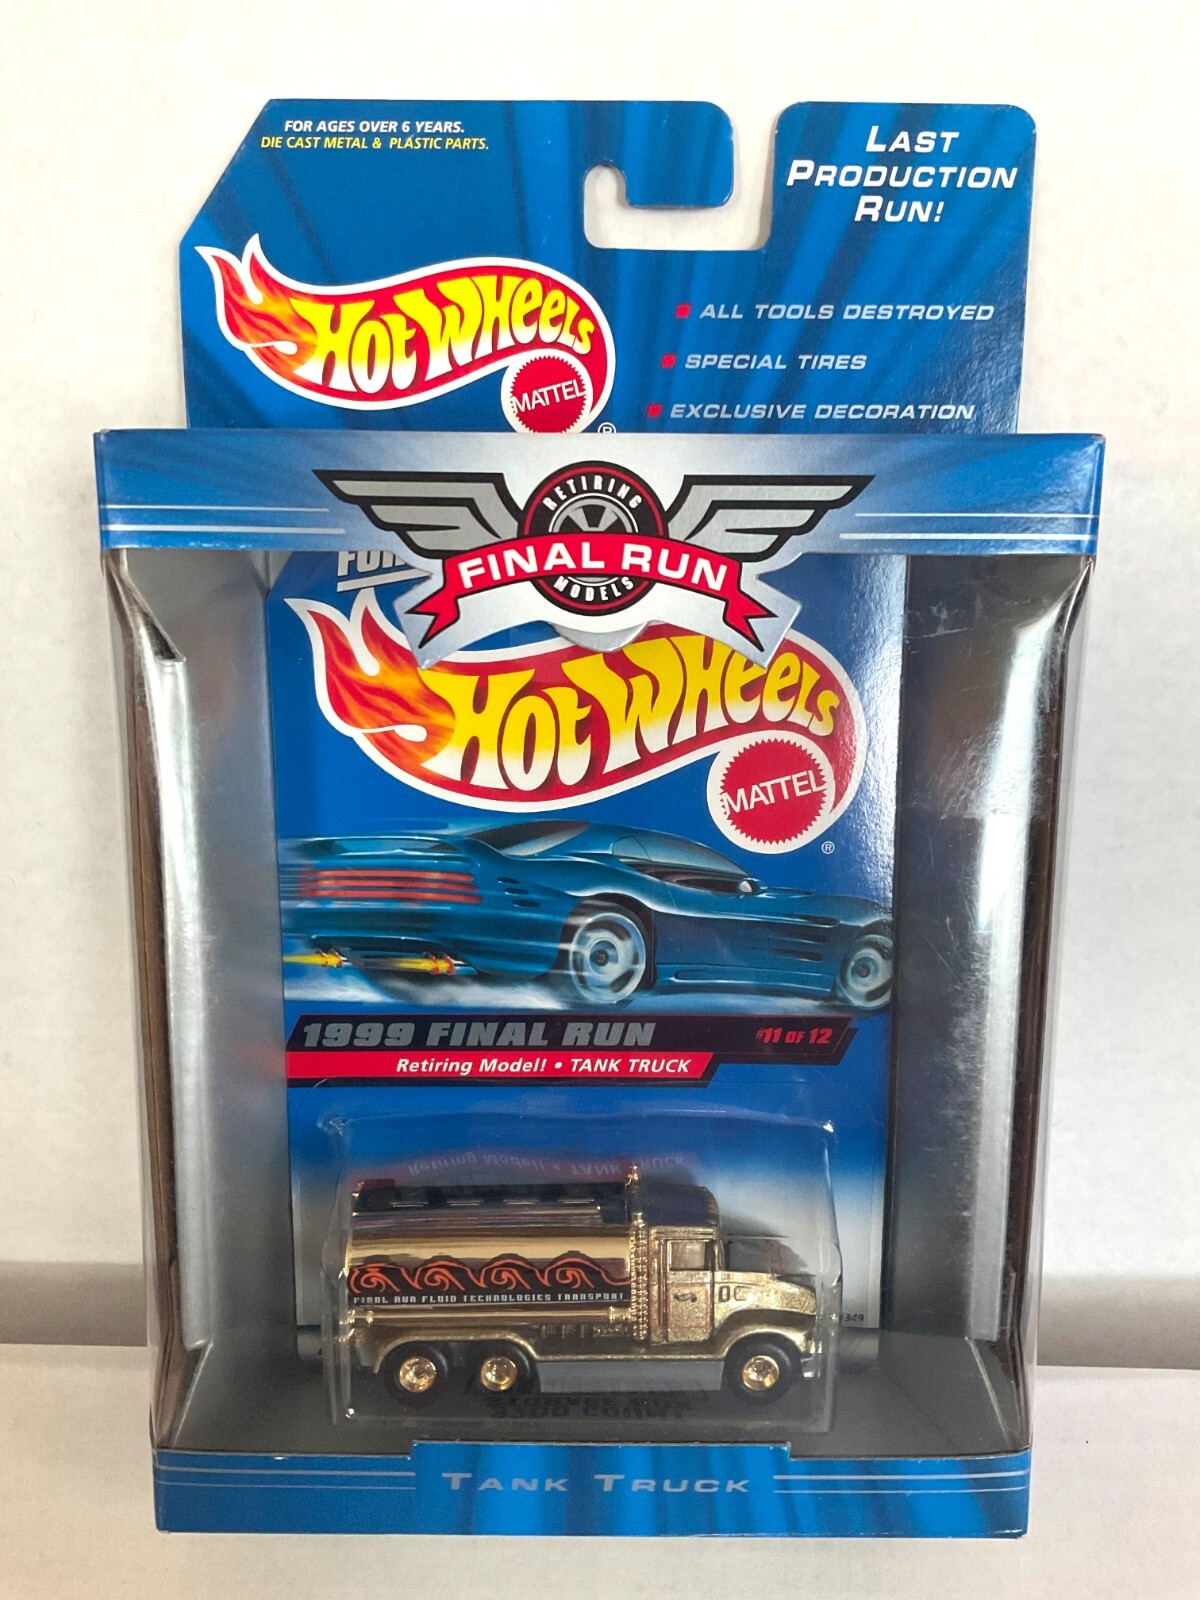 FOR AGES OVER 6 YEARS.
DIE CAST METAL & PLASTIC PARTS.
LAST
PRODUCTION
RUN!
HOT WHEELS
MATTEL
®
ALL TOOLS DESTROYED
SPECIAL TIRES
EXCLUSIVE DECORATION
RETIRING
FINAL RUN
MODELS
HOT WHEELS
MATTEL
®
1999 FINAL RUN
#11 OF 12
Retiring Model! • TANK TRUCK
FINAL RUN FLUID TECHNOLOGIES TRANSPORT
349
TANK TRUCK